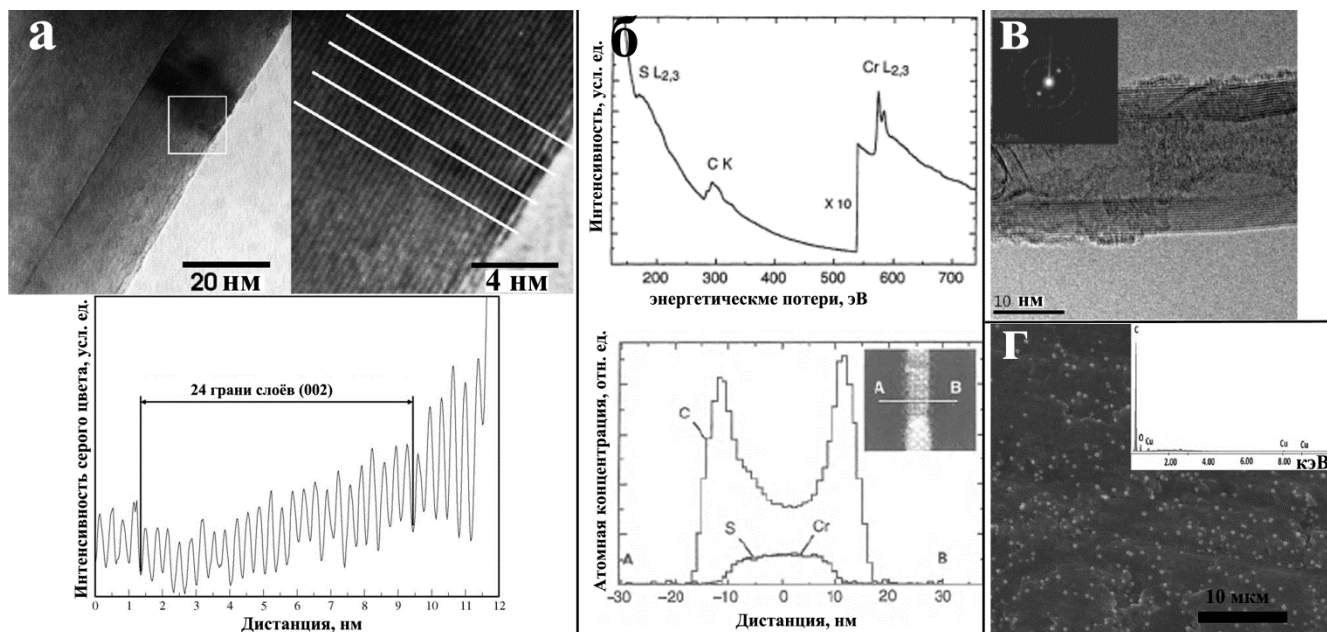 а
20 нм
4 нм
Интенсивность серого цвета, усл. ед.
24 грани слоёв (002)
0 1 2 3 4 5 6 7 8 9 10 11 12
Дистанция, нм
б
Интенсивность, усл. ед.
S L2,3
C K
Cr L2,3
X 10
200 300 400 500 600 700
энергетическме потери, эВ
Атомная концентрация, отн. ед.
A B
C
S Cr
A B
-30 -20 -10 0 10 20 30
Дистанция, нм
в
10 нм
г
C
O
Cu
Cu Cu
2.00 4.00 6.00 8.00 кэВ
10 мкм